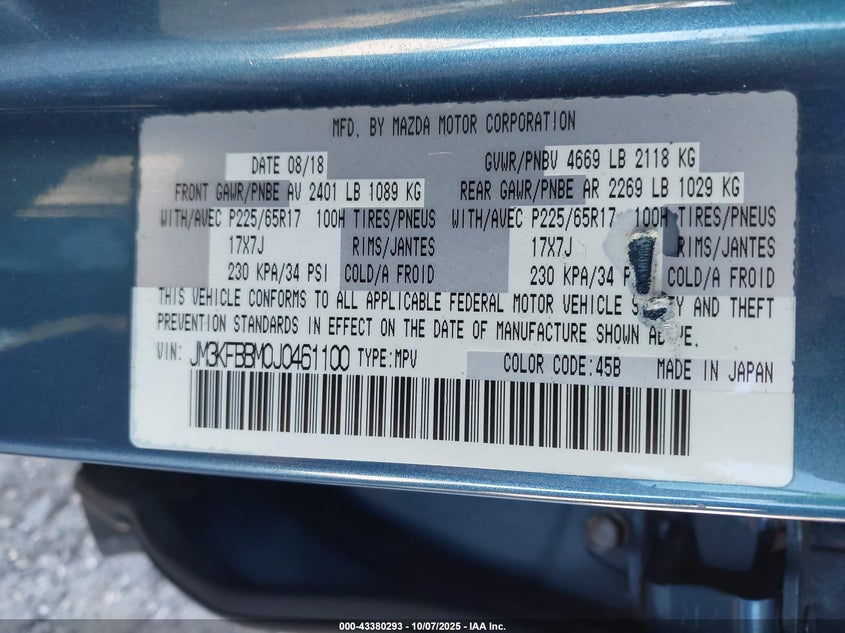 MFD. BY MAZDA MOTOR CORPORATION
DATE 08/18 GVWR/PNBV 4669 LB 2118 KG
FRONT GAWR/PNBE AV 2401 LB 1089 KG REAR GAWR/PNBE AR 2269 LB 1029 KG
WITH/AVEC P225/65R17 100H TIRES/PNEUS WITH/AVEC P225/65R17 100H TIRES/PNEUS
17X7J RIMS/JANTES 17X7J RIMS/JANTES
230 KPA/34 PSI COLD/A FROID 230 KPA/34 COLD/A FROID
THIS VEHICLE CONFORMS TO ALL APPLICABLE FEDERAL MOTOR VEHICLE AND THEFT
PREVENTION STANDARDS IN EFFECT ON THE DATE OF MANUFACTURE SHOWN ABOVE.
VIN: JM3KFBBM0J0461100 TYPE:MPV COLOR CODE:45B MADE IN JAPAN
000-43380293 - 10/07/2025 - IAA Inc.